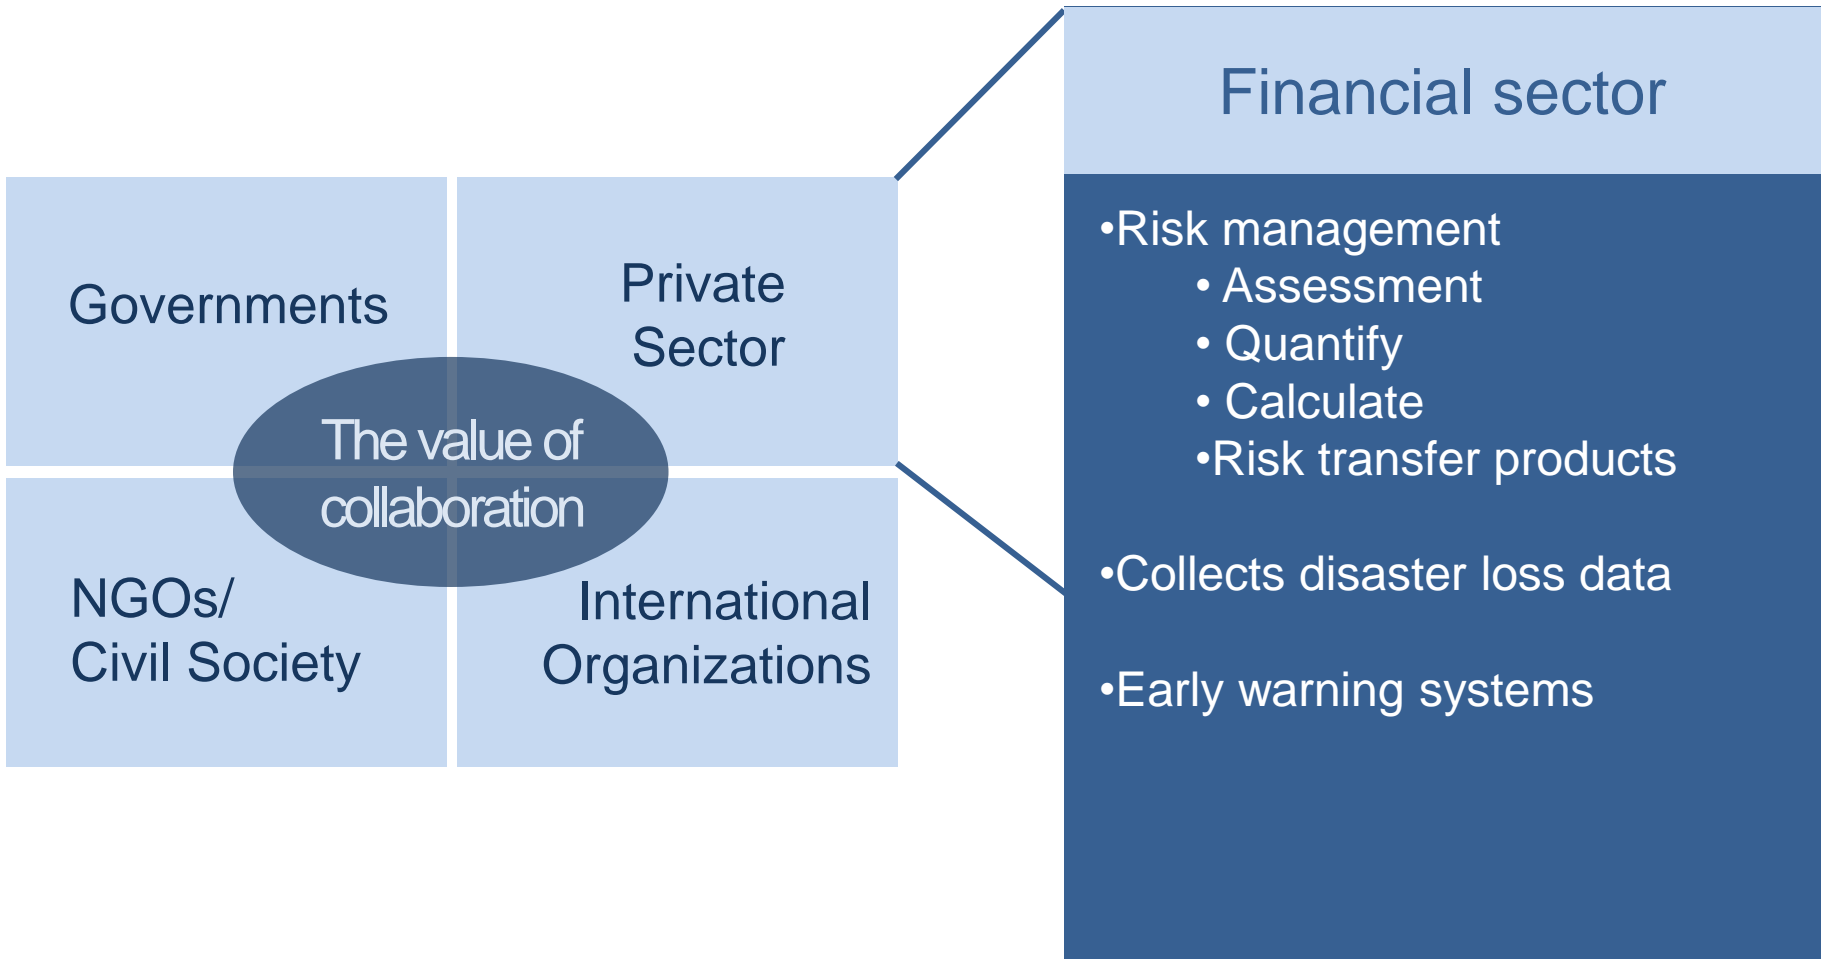 Governments
Private
Sector
The value of
collaboration
NGOs/
Civil Society
International
Organizations
Financial sector
•Risk management
• Assessment
• Quantify
• Calculate
•Risk transfer products
•Collects disaster loss data
•Early warning systems